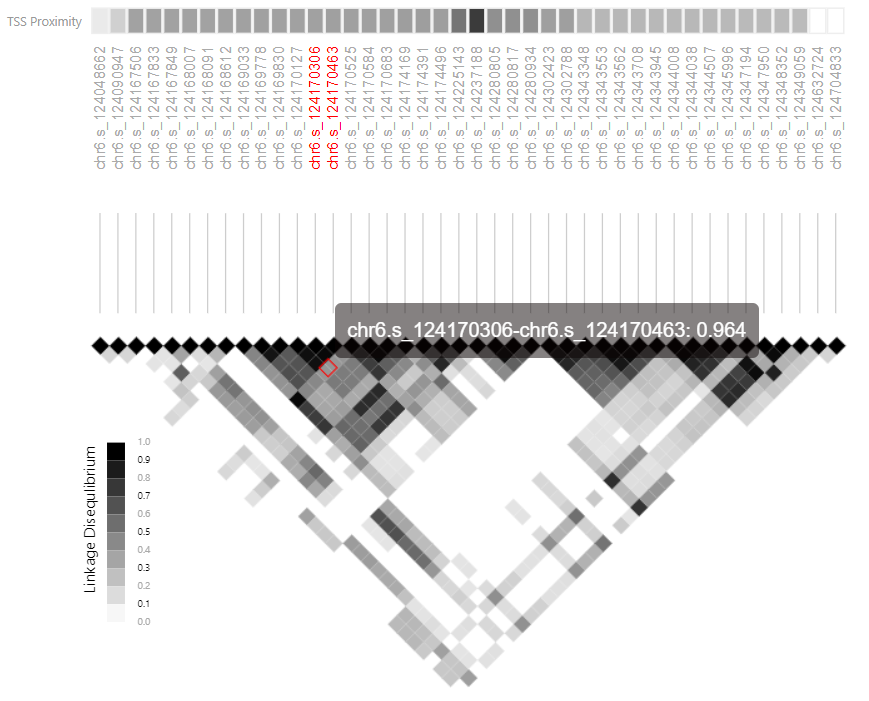 TSS Proximity
chr6.s_124048662
chr6.s_124090947
chr6.s_124167506
chr6.s_124167833
chr6.s_124167849
chr6.s_124168007
chr6.s_124168091
chr6.s_124168612
chr6.s_124169033
chr6.s_124169778
chr6.s_124169830
chr6.s_124170127
chr6.s_124170306
chr6.s_124170463
chr6.s_124170525
chr6.s_124170584
chr6.s_124170683
chr6.s_124174169
chr6.s_124174391
chr6.s_124174496
chr6.s_124225143
chr6.s_124237188
chr6.s_124280805
chr6.s_124280817
chr6.s_124280934
chr6.s_124302423
chr6.s_124302788
chr6.s_124343348
chr6.s_124343553
chr6.s_124343562
chr6.s_124343708
chr6.s_124343945
chr6.s_124344008
chr6.s_124344038
chr6.s_124344507
chr6.s_124345996
chr6.s_124347194
chr6.s_124347950
chr6.s_124348352
chr6.s_124349059
chr6.s_124632724
chr6.s_124704833
chr6.s_124170306-chr6.s_124170463: 0.964
Linkage Disequlibrium
1.0
0.9
0.8
0.7
0.6
0.5
0.4
0.3
0.2
0.1
0.0